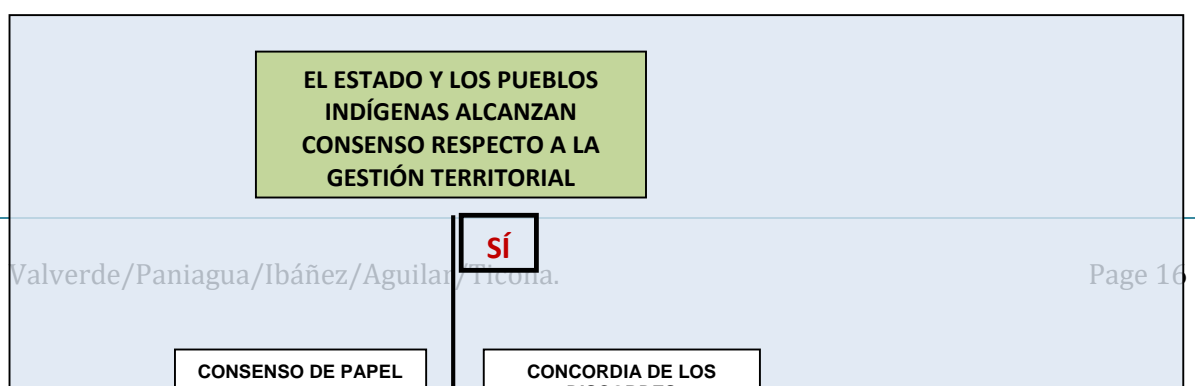 EL ESTADO Y LOS PUEBLOS
INDÍGENAS ALCANZAN
CONSENSO RESPECTO A LA
GESTIÓN TERRITORIAL
SÍ
Valverde/Paniagua/Ibáñez/Aguilar/Ticona. Page 16
CONSENSO DE PAPEL
CONCORDIA DE LOS